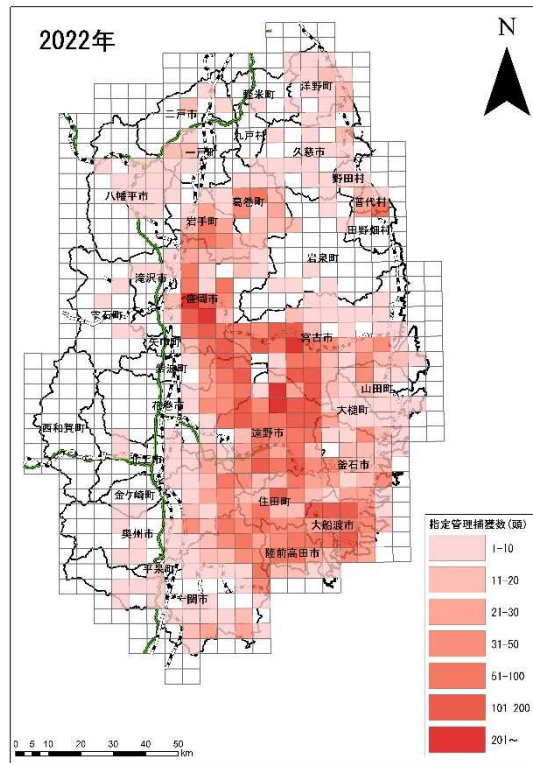 2022年
N
洋野町
軽米町
二戸市
九戸村
一戸町
久慈市
野田村
八幡平市
葛巻町
普代村
岩手町
田野畑村
岩泉町
滝沢市
盛岡市
雫石町
宮古市
矢巾町
紫波町
山田町
花巻市
大槌町
西和賀町
遠野市
北上市
釜石市
金ケ崎町
住田町
奥州市
大船渡市
陸前高田市
平泉町
一関市
指定管理捕獲数(頭)
1-10
11-20
21-30
31-50
51-100
101-200
201～
0 5 10 20 30 40 50
km